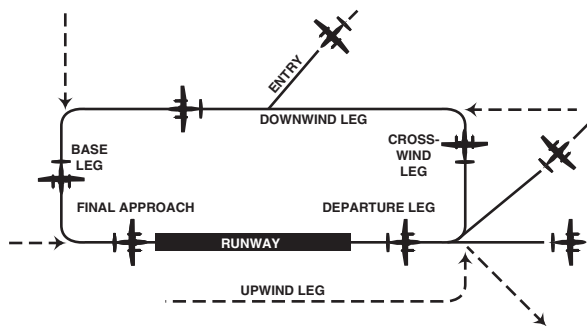 ENTRY
DOWNWIND LEG
BASE
LEG
CROSS-
WIND
LEG
FINAL APPROACH
DEPARTURE LEG
RUNWAY
UPWIND LEG